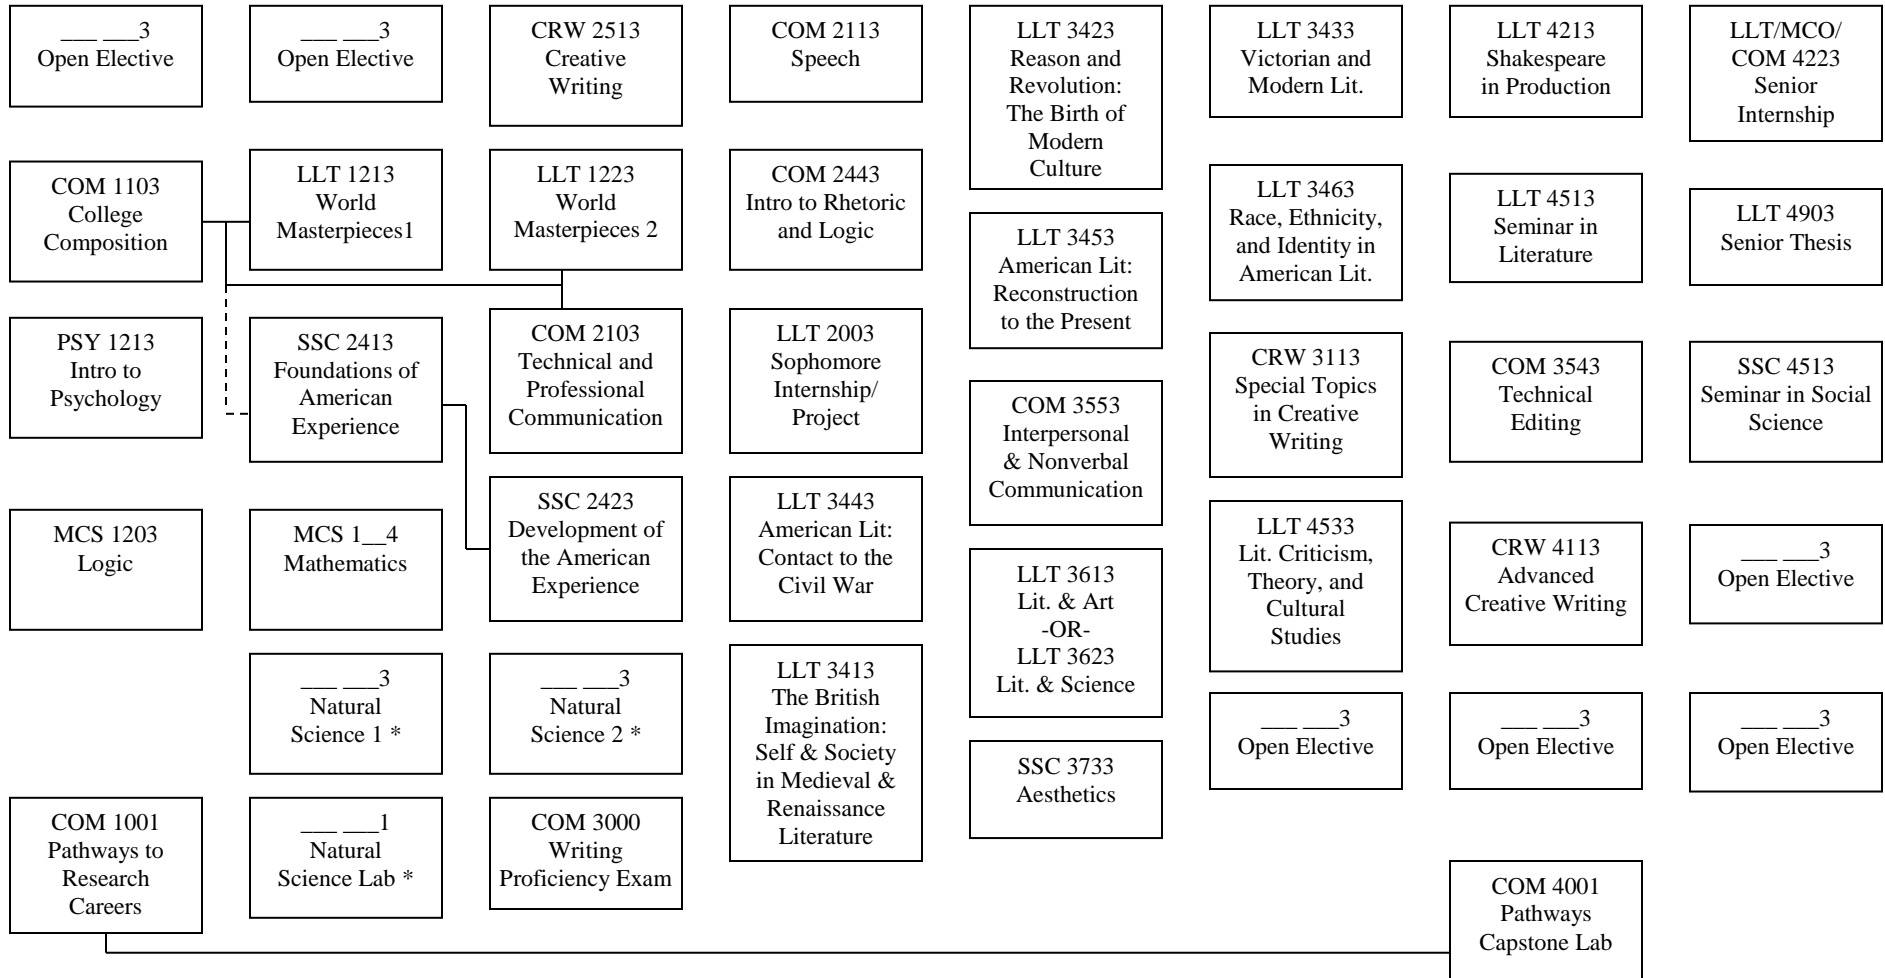 ___ ___3
Open Elective
COM 1103
College
Composition
PSY 1213
Intro to
Psychology
MCS 1203
Logic
COM 1001
Pathways to
Research
Careers
___ ___3
Open Elective
LLT 1213
World
Masterpieces1
SSC 2413
Foundations of
American
Experience
MCS 1__4
Mathematics
___ ___3
Natural
Science 1 *
___ ___1
Natural
Science Lab *
CRW 2513
Creative
Writing
LLT 1223
World
Masterpieces 2
COM 2103
Technical and
Professional
Communication
SSC 2423
Development of
the American
Experience
___ ___3
Natural
Science 2 *
COM 3000
Writing
Proficiency Exam
COM 2113
Speech
COM 2443
Intro to Rhetoric
and Logic
LLT 2003
Sophomore
Internship/
Project
LLT 3443
American Lit:
Contact to the
Civil War
LLT 3413
The British
Imagination:
Self & Society
in Medieval &
Renaissance
Literature
LLT 3423
Reason and
Revolution:
The Birth of
Modern
Culture
LLT 3453
American Lit:
Reconstruction
to the Present
COM 3553
Interpersonal
& Nonverbal
Communication
LLT 3613
Lit. & Art
-OR-
LLT 3623
Lit. & Science
SSC 3733
Aesthetics
LLT 3433
Victorian and
Modern Lit.
LLT 3463
Race, Ethnicity,
and Identity in
American Lit.
CRW 3113
Special Topics
in Creative
Writing
LLT 4533
Lit. Criticism,
Theory, and
Cultural
Studies
___ ___3
Open Elective
LLT 4213
Shakespeare
in Production
LLT 4513
Seminar in
Literature
COM 3543
Technical
Editing
CRW 4113
Advanced
Creative Writing
___ ___3
Open Elective
COM 4001
Pathways
Capstone Lab
LLT/MCO/
COM 4223
Senior
Internship
LLT 4903
Senior Thesis
SSC 4513
Seminar in Social
Science
___ ___3
Open Elective
___ ___3
Open Elective